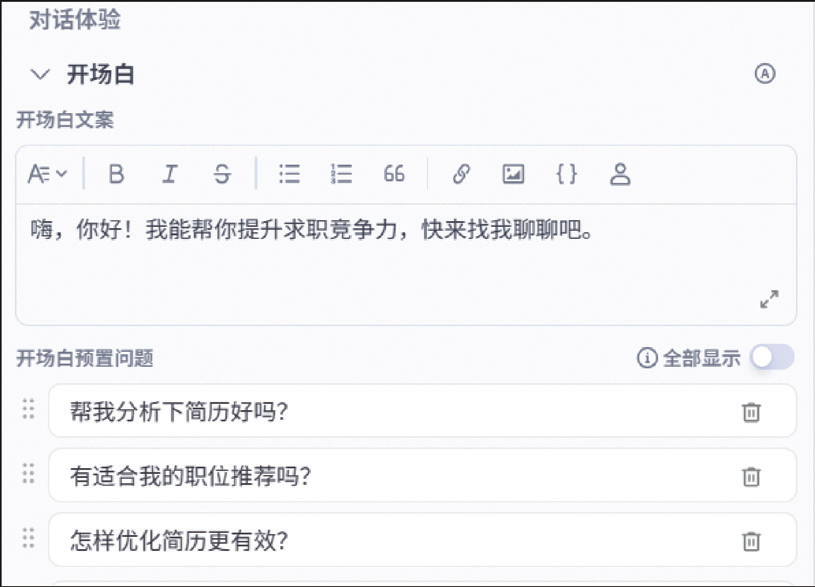 对话体验
开场白
开场白文案
嗨，你好！我能帮你提升求职竞争力，快来找我聊聊吧。
开场白预置问题 全部显示
帮我分析下简历好吗？
有适合我的职位推荐吗？
怎样优化简历更有效？